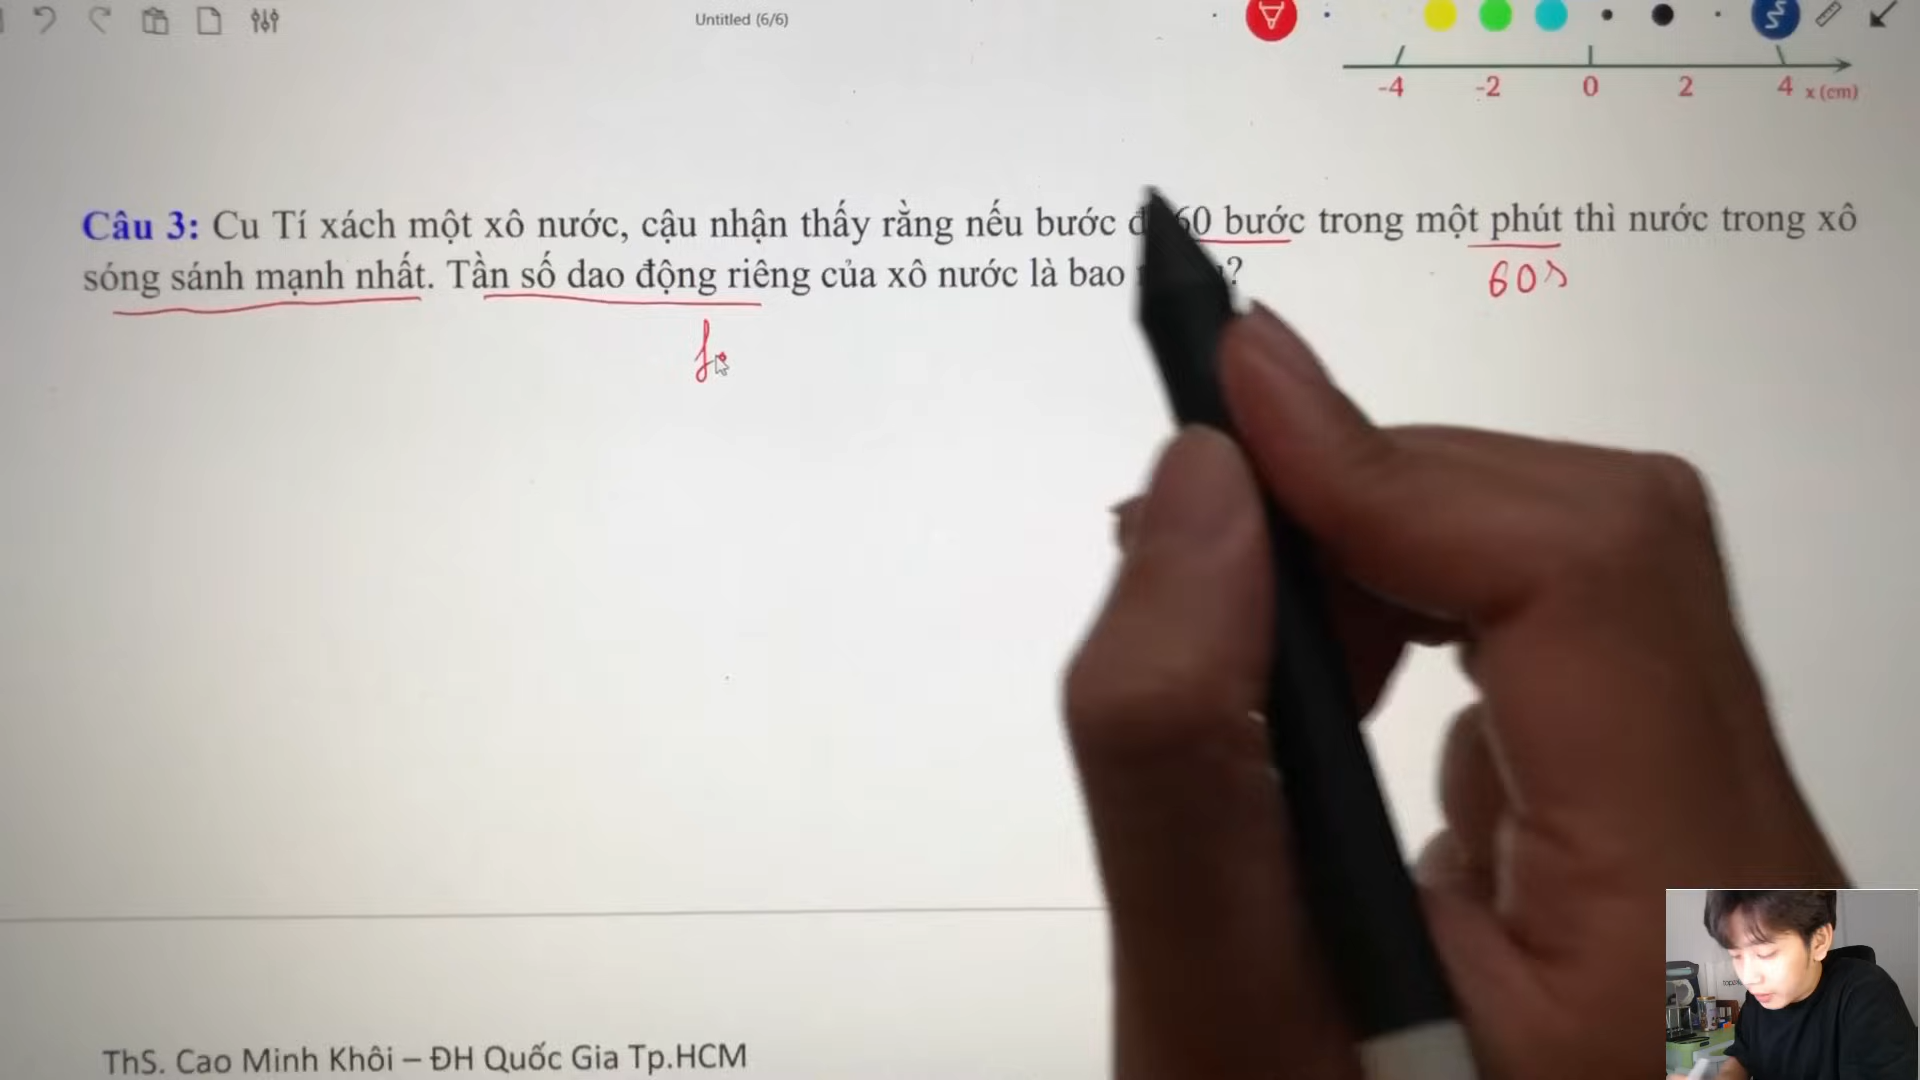 Untitled (6/6)
-4 -2 0 2 4 x (cm)
Câu 3: Cu Tí xách một xô nước, cậu nhận thấy rằng nếu bước 60 bước trong một phút thì nước trong xô
sóng sánh mạnh nhất. Tần số dao động riêng của xô nước là bao ?
60s
f
ThS. Cao Minh Khôi – ĐH Quốc Gia Tp.HCM